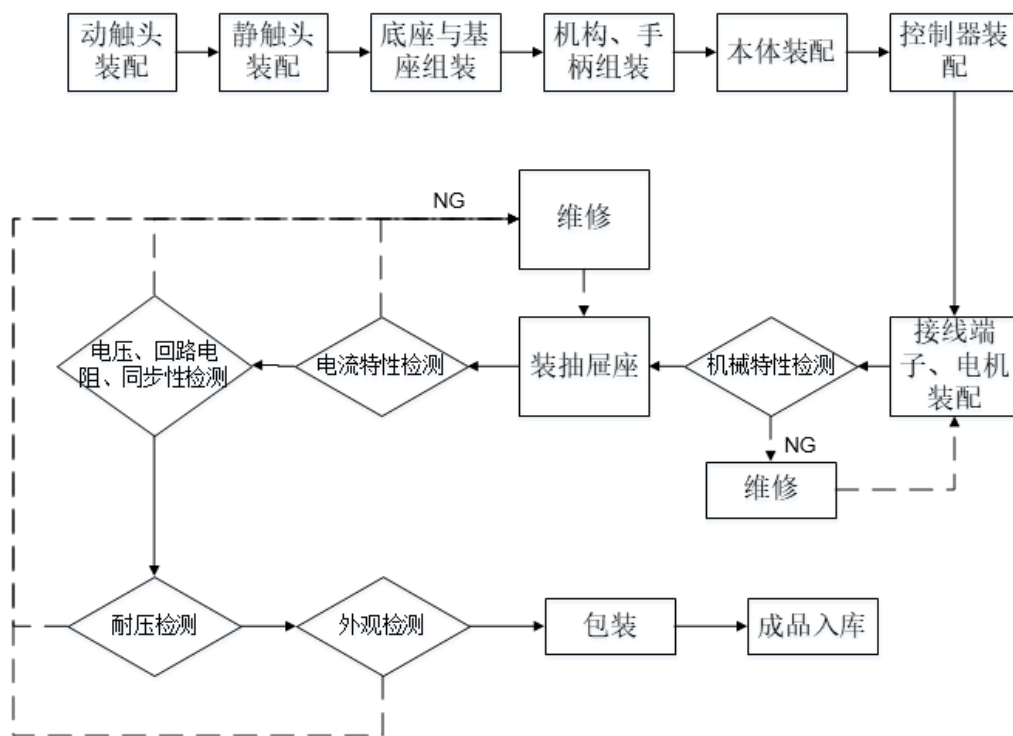 动触头
装配
静触头
装配
底座与基
座组装
机构、手
柄组装
本体装配
控制器装
配
NG
维修
电压、回路电
阻、同步性检测
电流特性检测
装抽屉座
机械特性检测
接线端
子、电机
装配
NG
维修
耐压检测
外观检测
包装
成品入库